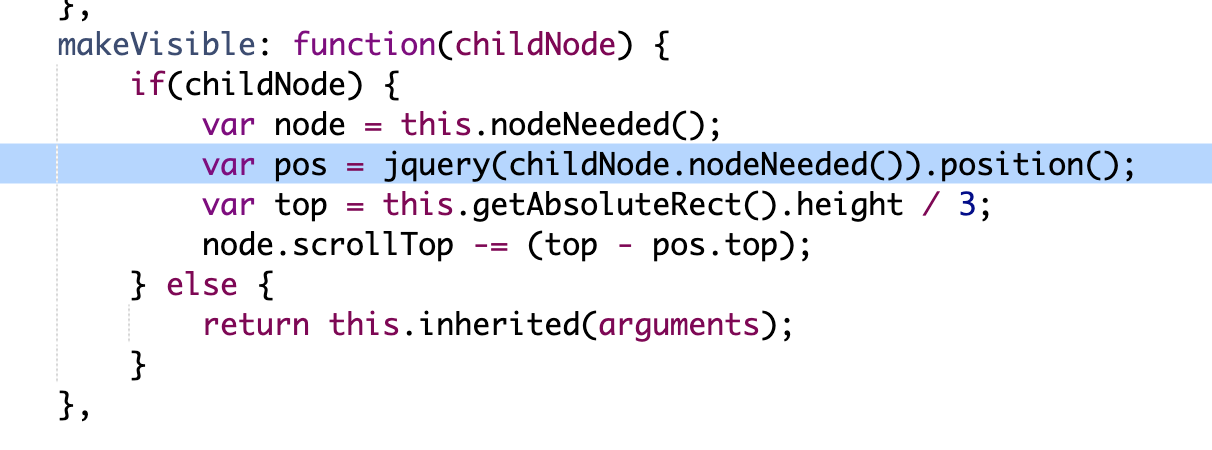 },
makeVisible: function(childNode) {
if(childNode) {
var node = this.nodeNeeded();
var pos = jquery(childNode.nodeNeeded()).position();
var top = this.getAbsoluteRect().height / 3;
node.scrollTop -= (top - pos.top);
} else {
return this.inherited(arguments);
}
},